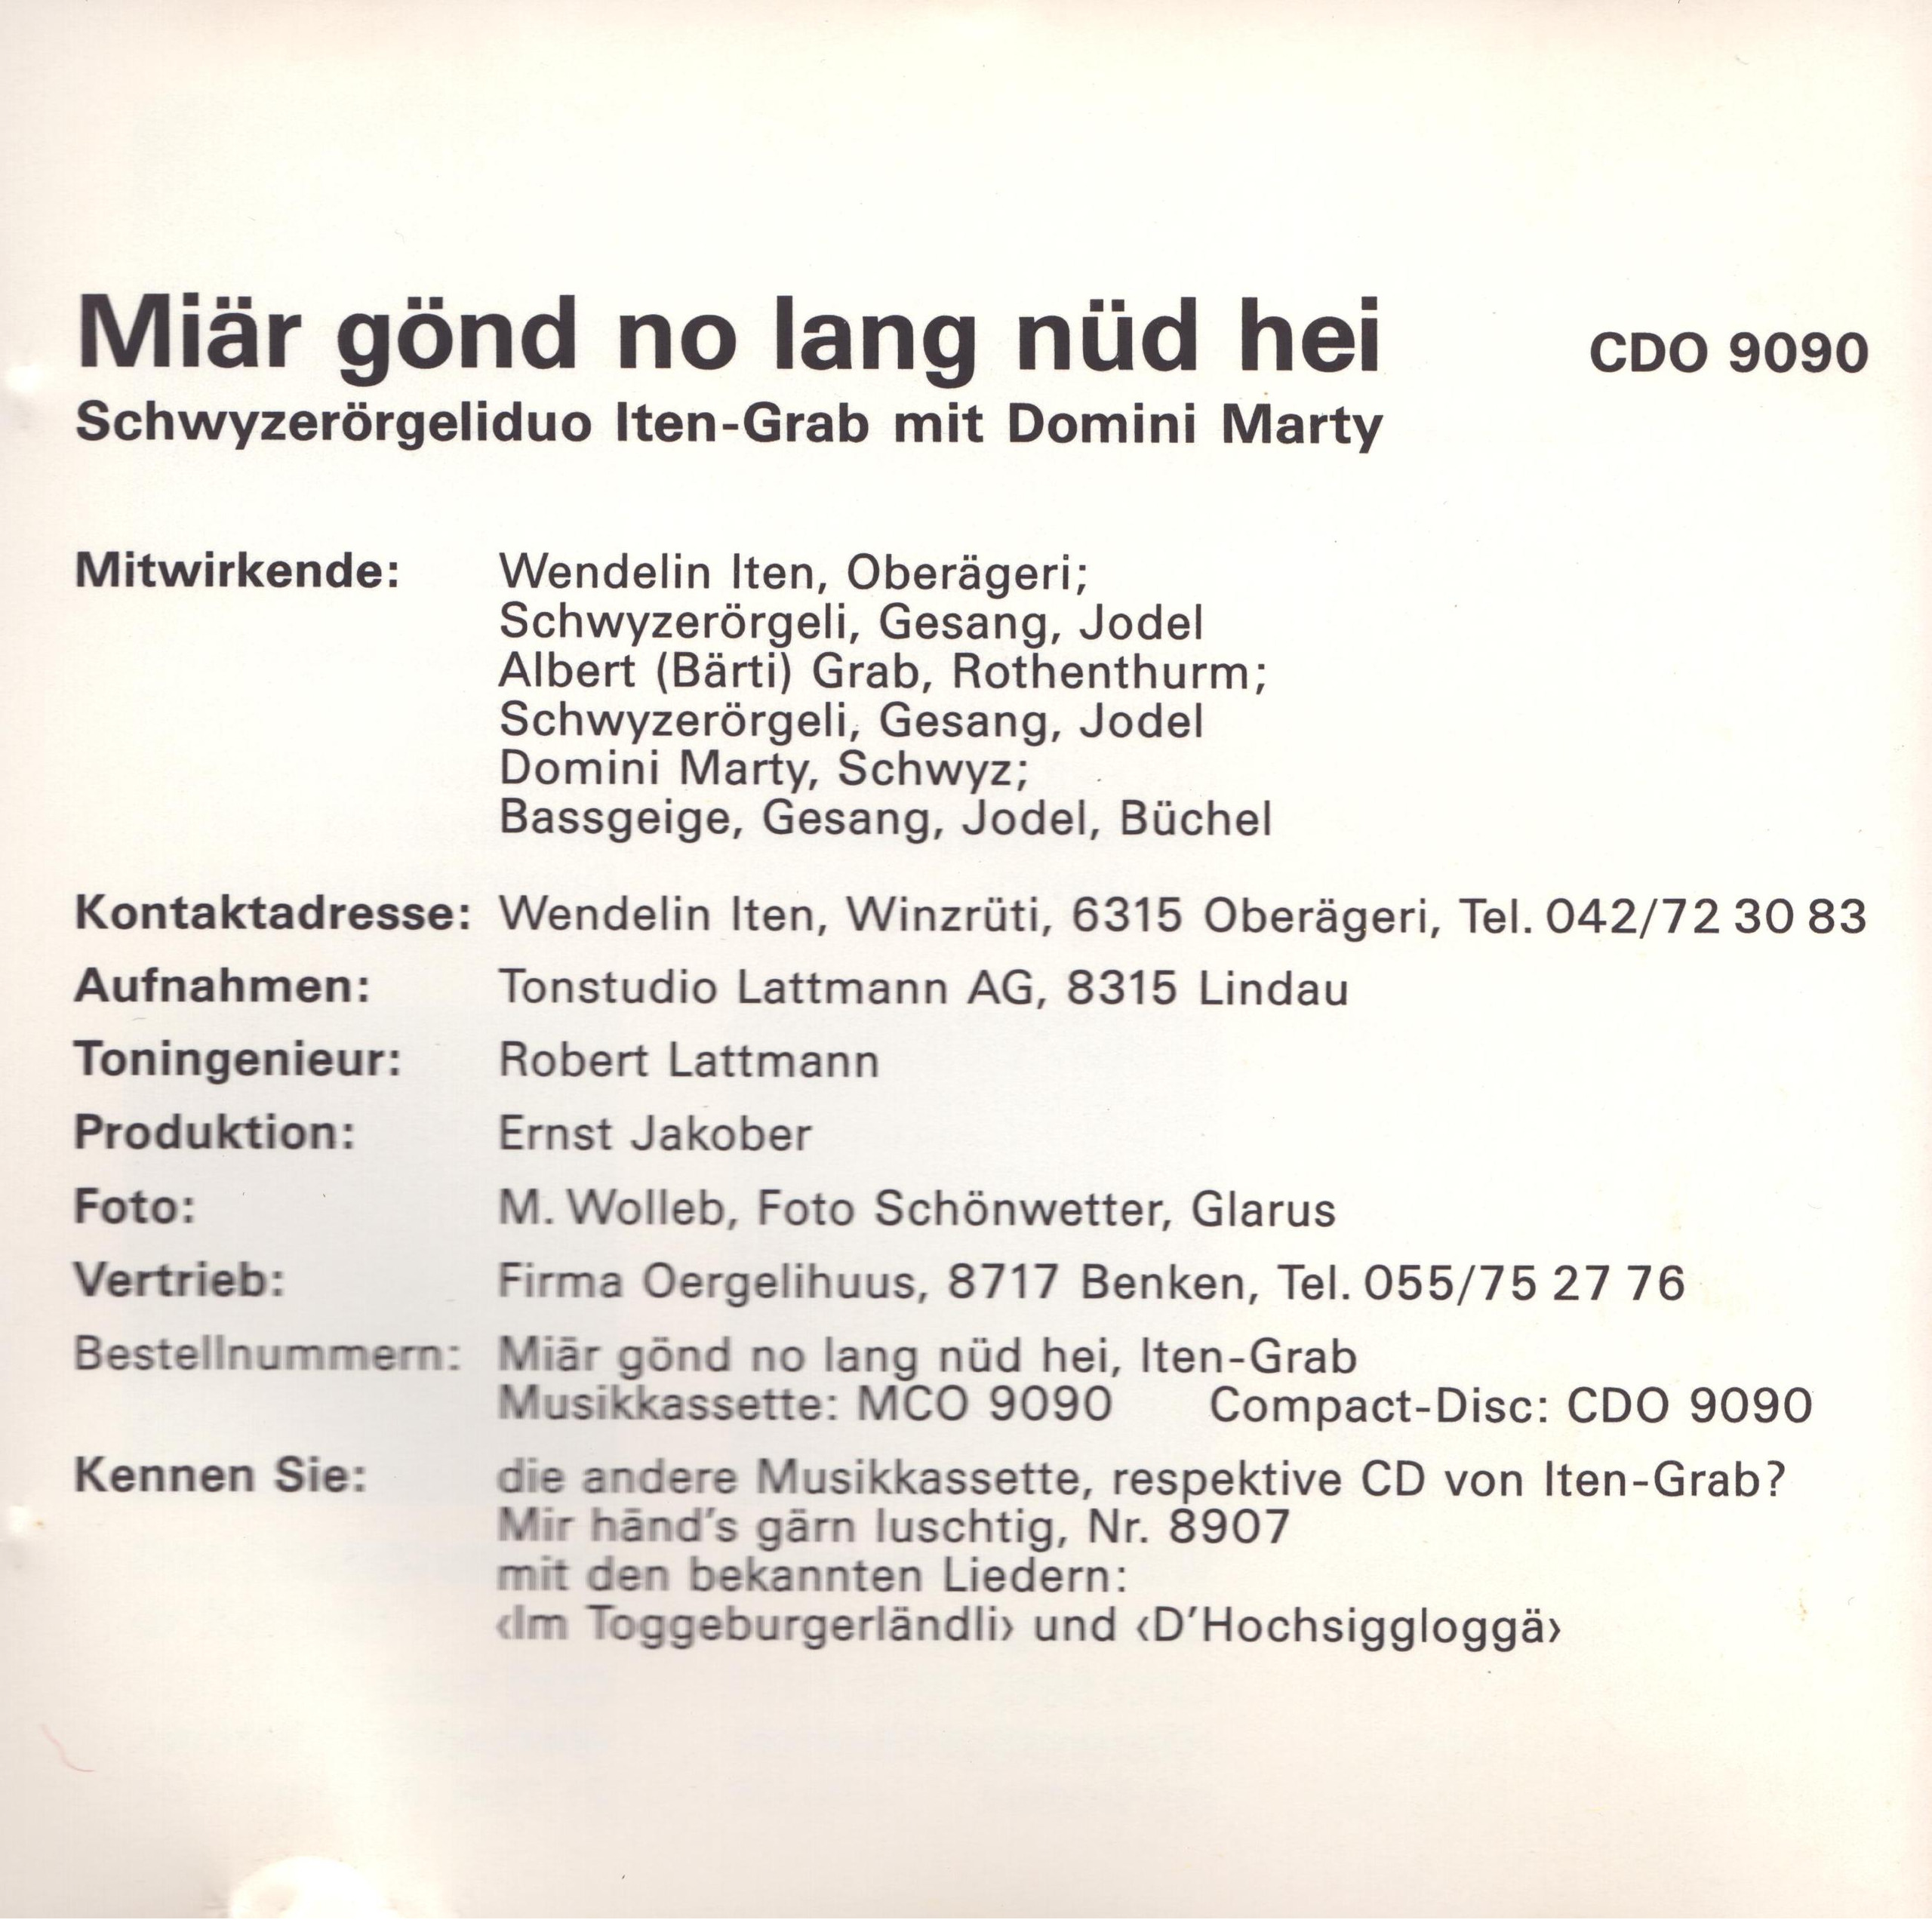 Miär gönd no lang nüd hei CDO 9090
Schwyzerörgeliduo Iten-Grab mit Domini Marty
Mitwirkende: Wendelin Iten, Oberägeri;
Schwyzerörgeli, Gesang, Jodel
Albert (Bärti) Grab, Rothenthurm;
Schwyzerörgeli, Gesang, Jodel
Domini Marty, Schwyz;
Bassgeige, Gesang, Jodel, Büchel
Kontaktadresse: Wendelin Iten, Winzrüti, 6315 Oberägeri, Tel. 042/72 30 83
Aufnahmen: Tonstudio Lattmann AG, 8315 Lindau
Toningenieur: Robert Lattmann
Produktion: Ernst Jakober
Foto: M. Wolleb, Foto Schönwetter, Glarus
Vertrieb: Firma Oergelihuus, 8717 Benken, Tel. 055/75 27 76
Bestellnummern: Miär gönd no lang nüd hei, Iten-Grab
Musikkassette: MCO 9090 Compact-Disc: CDO 9090
Kennen Sie: die andere Musikkassette, respektive CD von Iten-Grab?
Mir händ's gärn luschtig, Nr. 8907
mit den bekannten Liedern:
‹Im Toggeburgerländli› und ‹D'Hochsiggloggä›